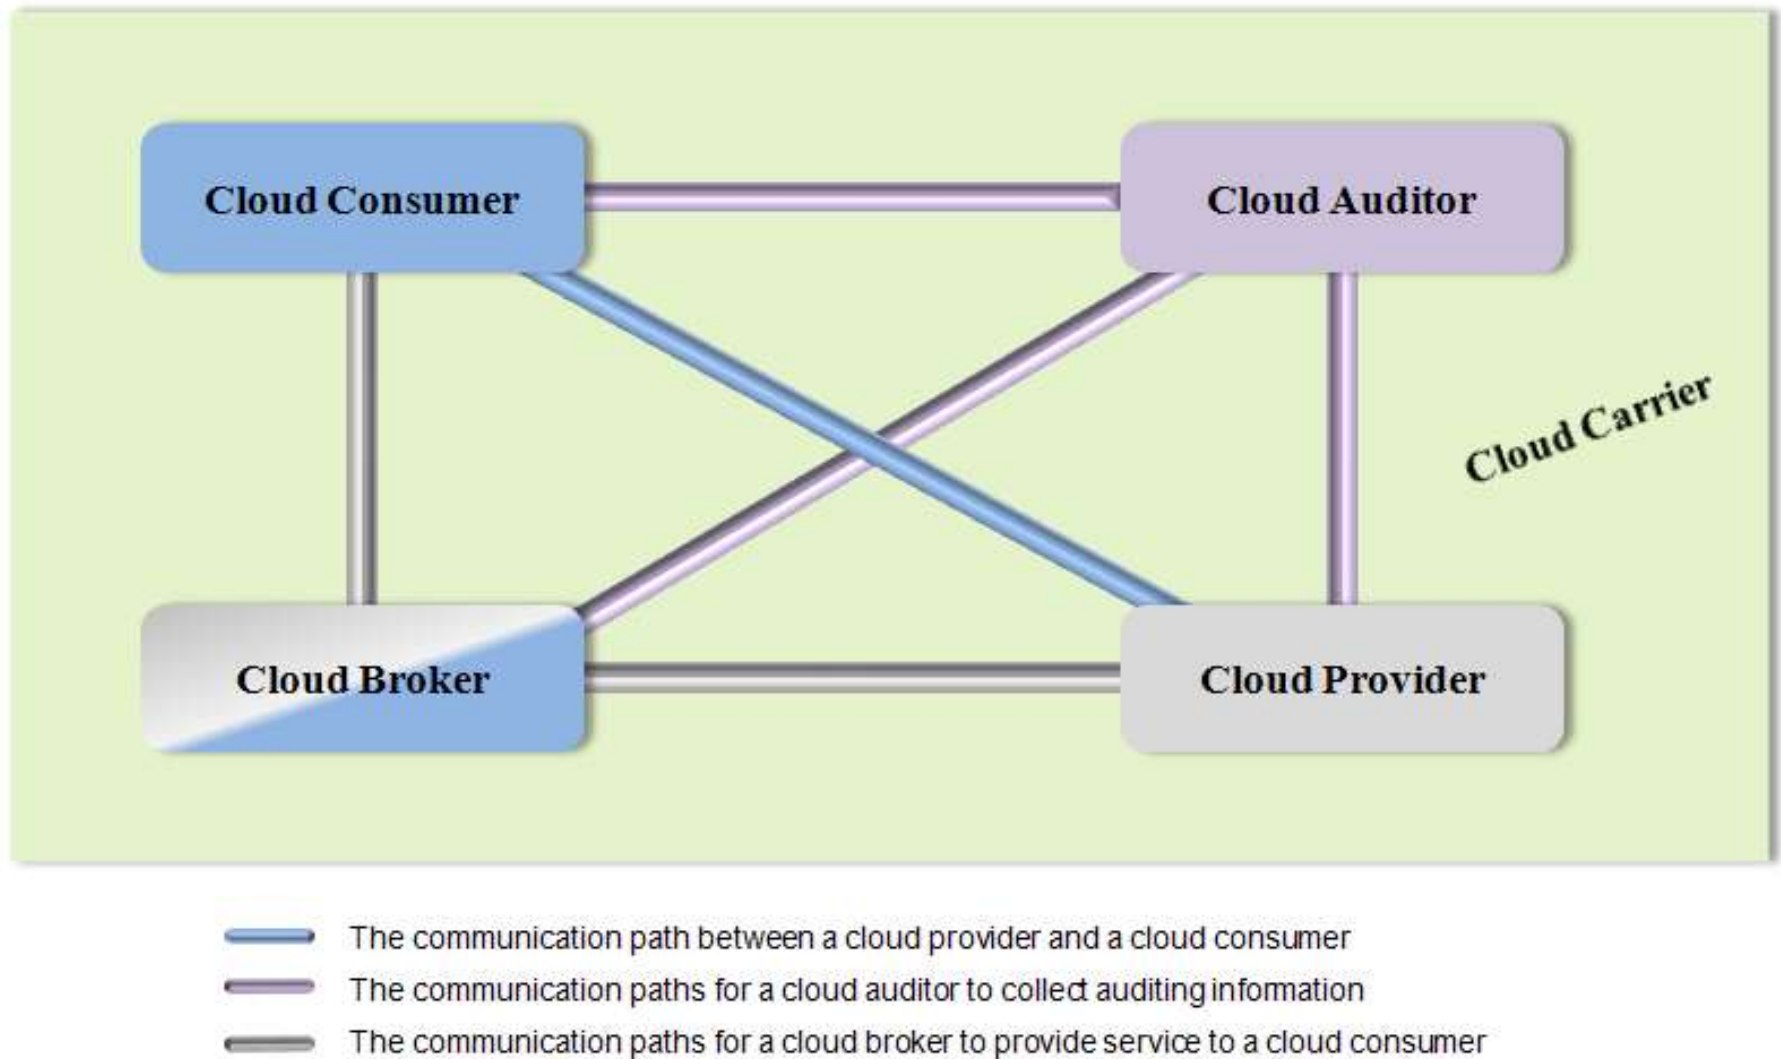 Cloud Consumer
Cloud Auditor
Cloud Carrier
Cloud Broker
Cloud Provider
The communication path between a cloud provider and a cloud consumer
The communication paths for a cloud auditor to collect auditing information
The communication paths for a cloud broker to provide service to a cloud consumer